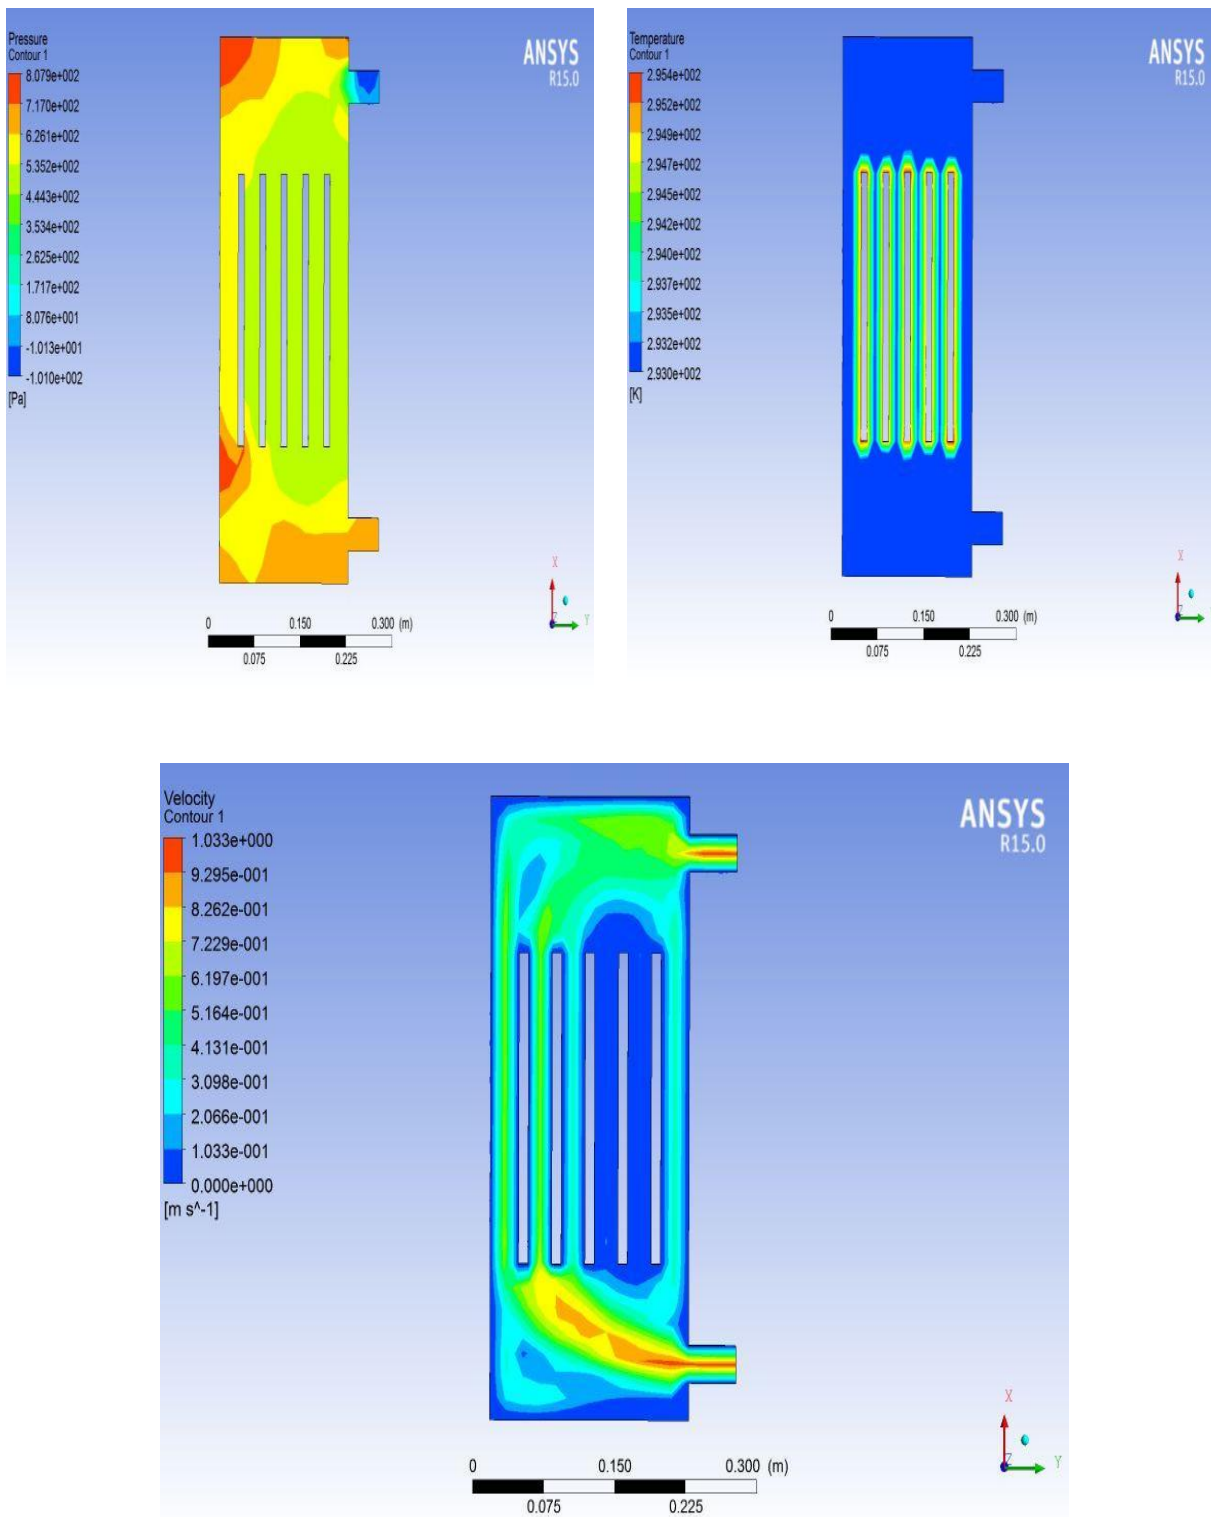 Pressure
Contour 1
8.079e+002
7.170e+002
6.261e+002
5.352e+002
4.443e+002
3.534e+002
2.625e+002
1.717e+002
8.076e+001
-1.013e+001
-1.010e+002
[Pa]
ANSYS
R15.0
X
Z
Y
0 0.150 0.300 (m)
0.075 0.225
Temperature
Contour 1
2.954e+002
2.952e+002
2.949e+002
2.947e+002
2.945e+002
2.942e+002
2.940e+002
2.937e+002
2.935e+002
2.932e+002
2.930e+002
[K]
ANSYS
R15.0
X
Z
Y
0 0.150 0.300 (m)
0.075 0.225
Velocity
Contour 1
1.033e+000
9.295e-001
8.262e-001
7.229e-001
6.197e-001
5.164e-001
4.131e-001
3.098e-001
2.066e-001
1.033e-001
0.000e+000
[m s^-1]
ANSYS
R15.0
X
Z
Y
0 0.150 0.300 (m)
0.075 0.225